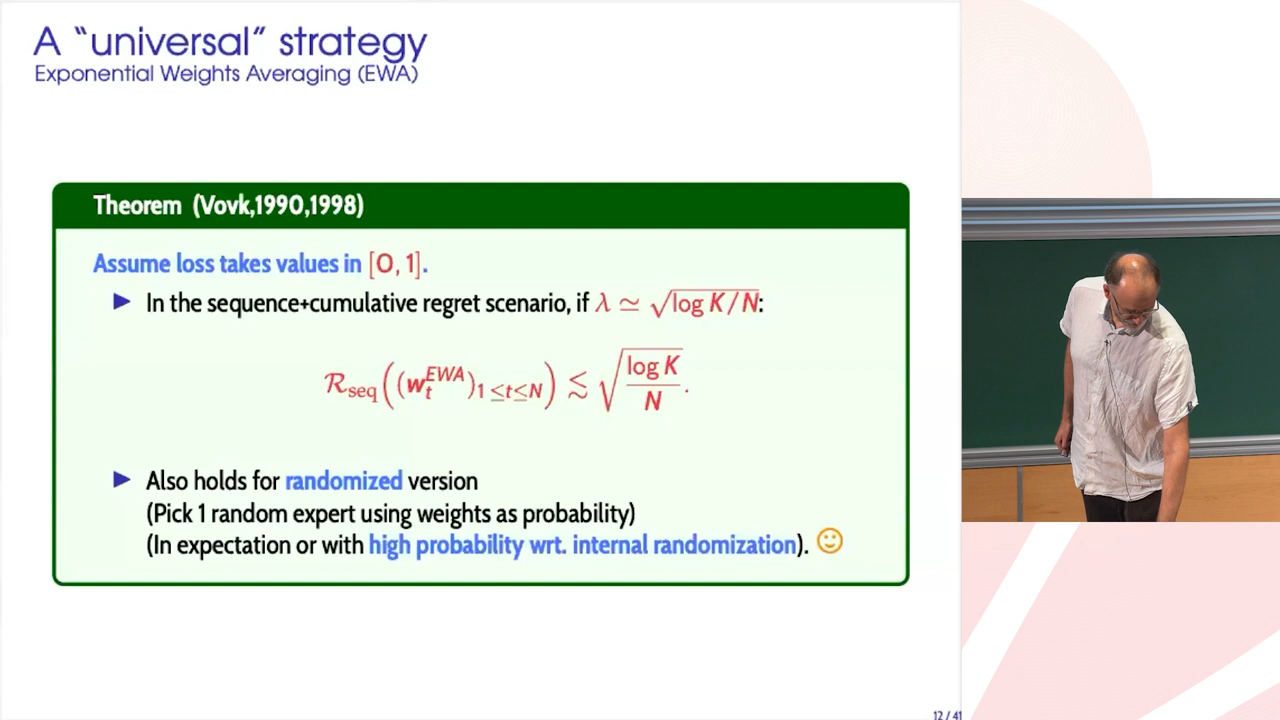 A “universal” strategy
Exponential Weights Averaging (EWA)
Theorem (Vovk,1990,1998)
Assume loss takes values in [0, 1].
▶ In the sequence+cumulative regret scenario, if λ ≃ √log K/N:
R_seq((w_t^EWA)_1≤t≤N) ≲ √(log K / N).
▶ Also holds for randomized version
(Pick 1 random expert using weights as probability)
(In expectation or with high probability wrt. internal randomization). ☺
12 / 41